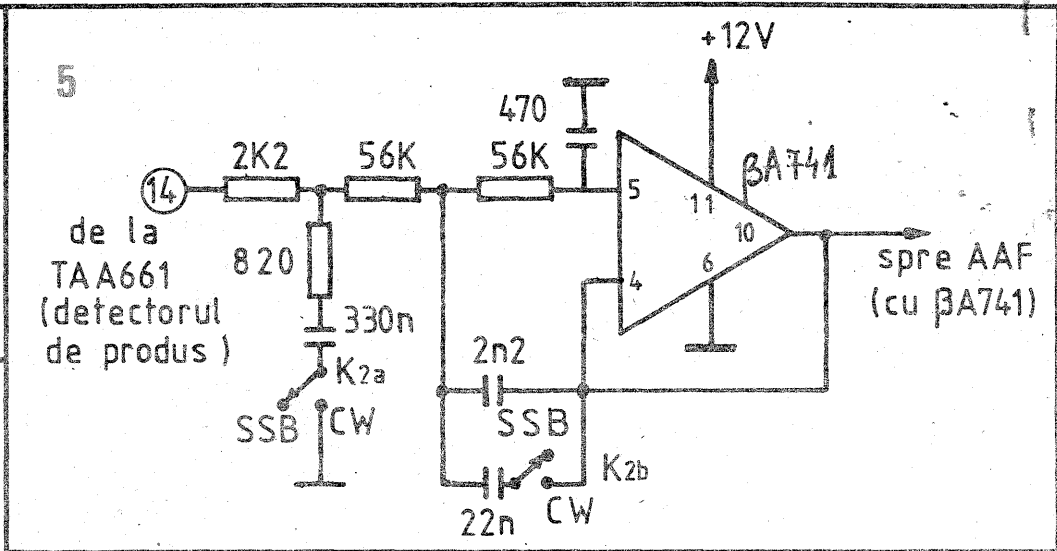 5
+12V
470
2K2
56K
56K
βA741
14
5
11
10
de la
TAA661
(detectorul
de produs)
820
4
6
spre AAF
(cu βA741)
330n
2n2
K2a
SSB
CW
SSB
K2b
22n
CW